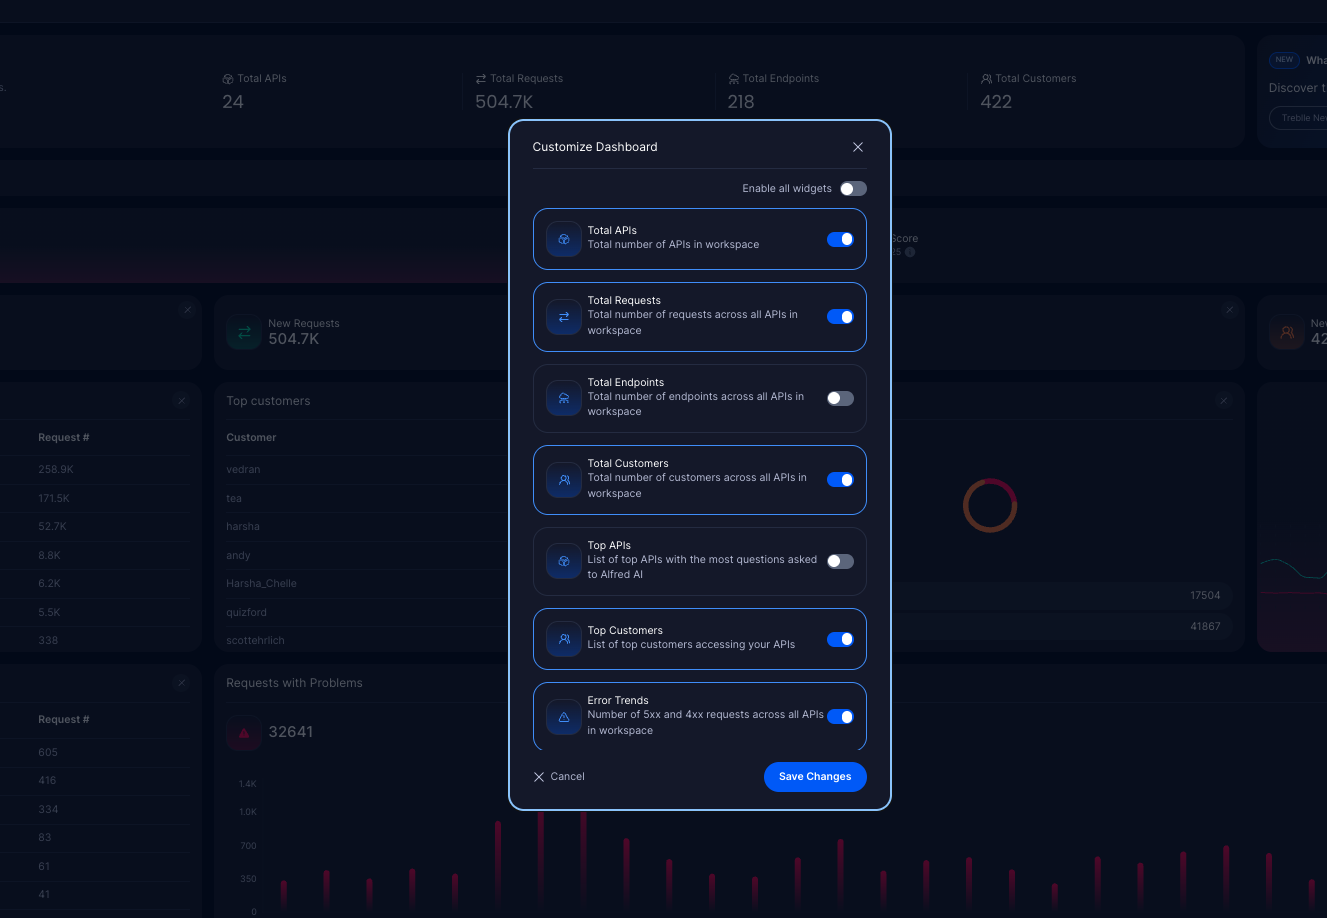 s.
Total APIs
24
Total Requests
504.7K
Total Endpoints
218
Total Customers
422
NEW
Wha
Discover t
Treblle Ne
Customize Dashboard
Enable all widgets
Total APIs
Total number of APIs in workspace
Total Requests
Total number of requests across all APIs in
workspace
Total Endpoints
Total number of endpoints across all APIs in
workspace
Total Customers
Total number of customers across all APIs in
workspace
Top APIs
List of top APIs with the most questions asked
to Alfred AI
Top Customers
List of top customers accessing your APIs
Error Trends
Number of 5xx and 4xx requests across all APIs
in workspace
Cancel
Save Changes
Score
New Requests
504.7K
New
42
Request #
258.9K
171.5K
52.7K
8.8K
6.2K
5.5K
338
Top customers
Customer
vedran
tea
harsha
andy
Harsha_Chelle
quizford
scottehrlich
17504
41867
Request #
605
416
334
83
61
41
Requests with Problems
32641
1.4K
1.0K
700
350
0